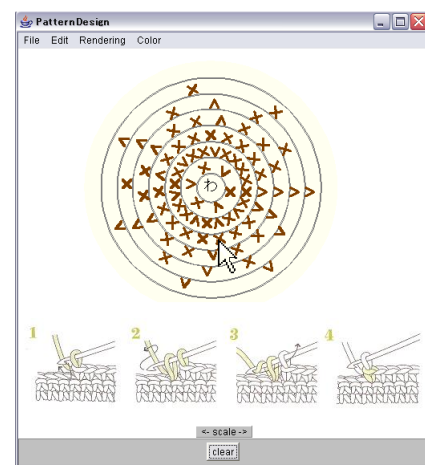 PatternDesign
File Edit Rendering Color
わ
1 2 3 4
<- scale ->
clear